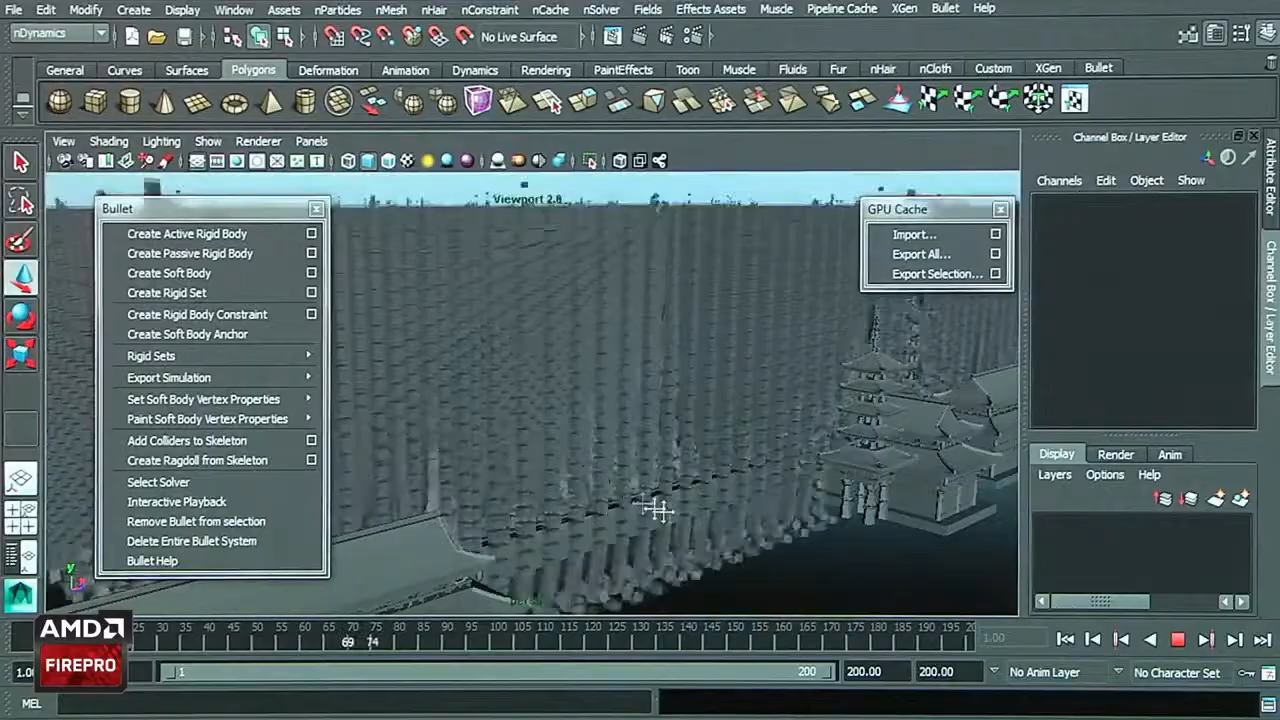 File Edit Modify Create Display Window Assets nParticles nMesh nHair nConstraint nCache nSolver Fields Effects Assets Muscle Pipeline Cache XGen Bullet Help
nDynamics No Live Surface
General Curves Surfaces Polygons Deformation Animation Dynamics Rendering PaintEffects Toon Muscle Fluids Fur nHair nCloth Custom XGen Bullet
View Shading Lighting Show Renderer Panels
Viewport 2.0
Bullet
Create Active Rigid Body
Create Passive Rigid Body
Create Soft Body
Create Rigid Set
Create Rigid Body Constraint
Create Soft Body Anchor
Rigid Sets
Export Simulation
Set Soft Body Vertex Properties
Paint Soft Body Vertex Properties
Add Colliders to Skeleton
Create Ragdoll from Skeleton
Select Solver
Interactive Playback
Remove Bullet from selection
Delete Entire Bullet System
Bullet Help
GPU Cache
Import...
Export All...
Export Selection...
Channel Box / Layer Editor
Channels Edit Object Show
Attribute Editor
Channel Box / Layer Editor
Display Render Anim
Layers Options Help
y
persp
25 30 35 40 45 50 55 60 65 70 75 80 85 90 95 100 105 110 115 120 125 130 135 140 145 150 155 160 165 170 175 180 185 190 195 20
69 74
1.00
1.00 1 200 200.00 200.00 No Anim Layer No Character Set
MEL
AMD
FIREPRO